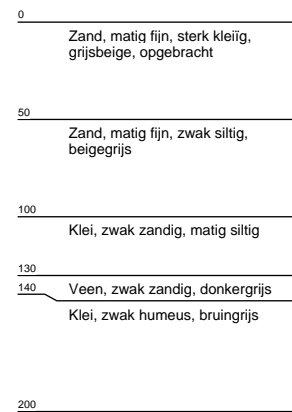 0
Zand, matig fijn, sterk kleiïg,
grijsbeige, opgebracht
50
Zand, matig fijn, zwak siltig,
beigegrijs
100
Klei, zwak zandig, matig siltig
130
140
Veen, zwak zandig, donkergrijs
Klei, zwak humeus, bruingrijs
200